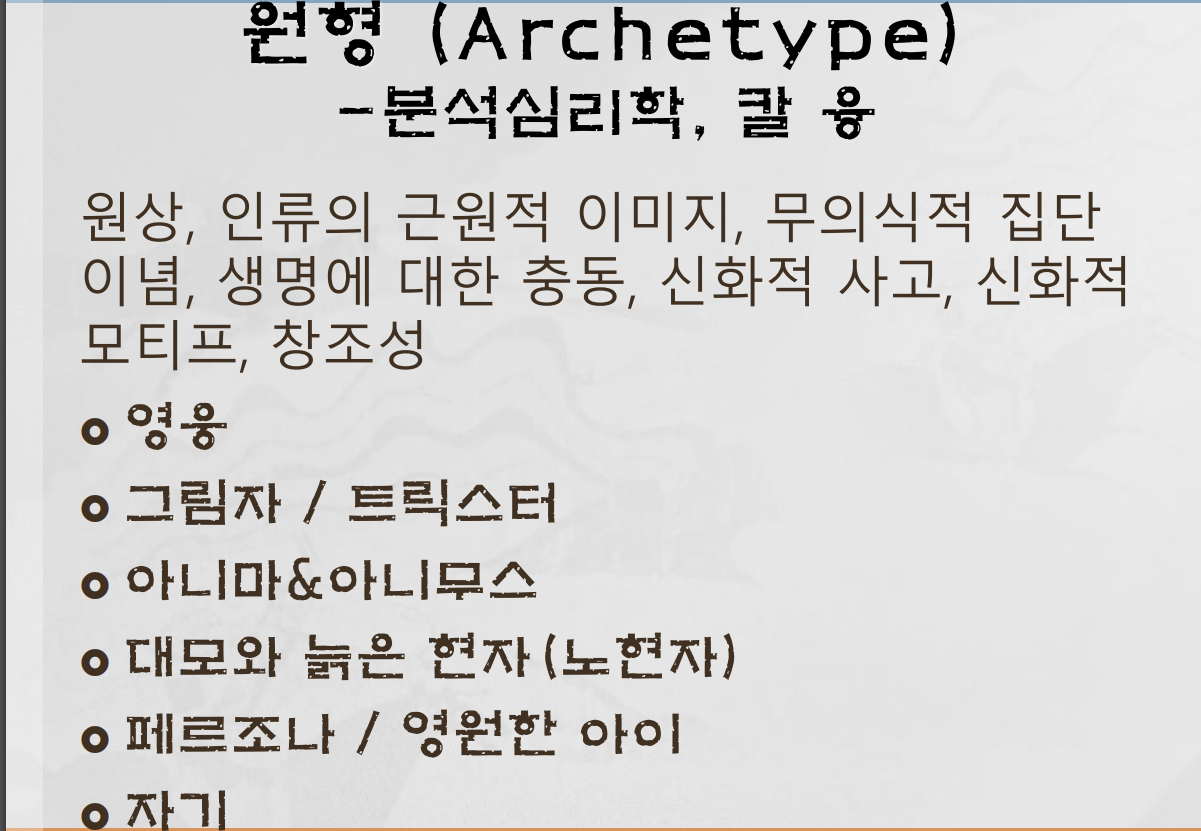 원형 (Archetype)
-분석심리학, 칼 융
원상, 인류의 근원적 이미지, 무의식적 집단
이념, 생명에 대한 충동, 신화적 사고, 신화적
모티프, 창조성
영웅
그림자 / 트릭스터
아니마&아니무스
대모와 늙은 현자(노현자)
페르조나 / 영원한 아이
자기